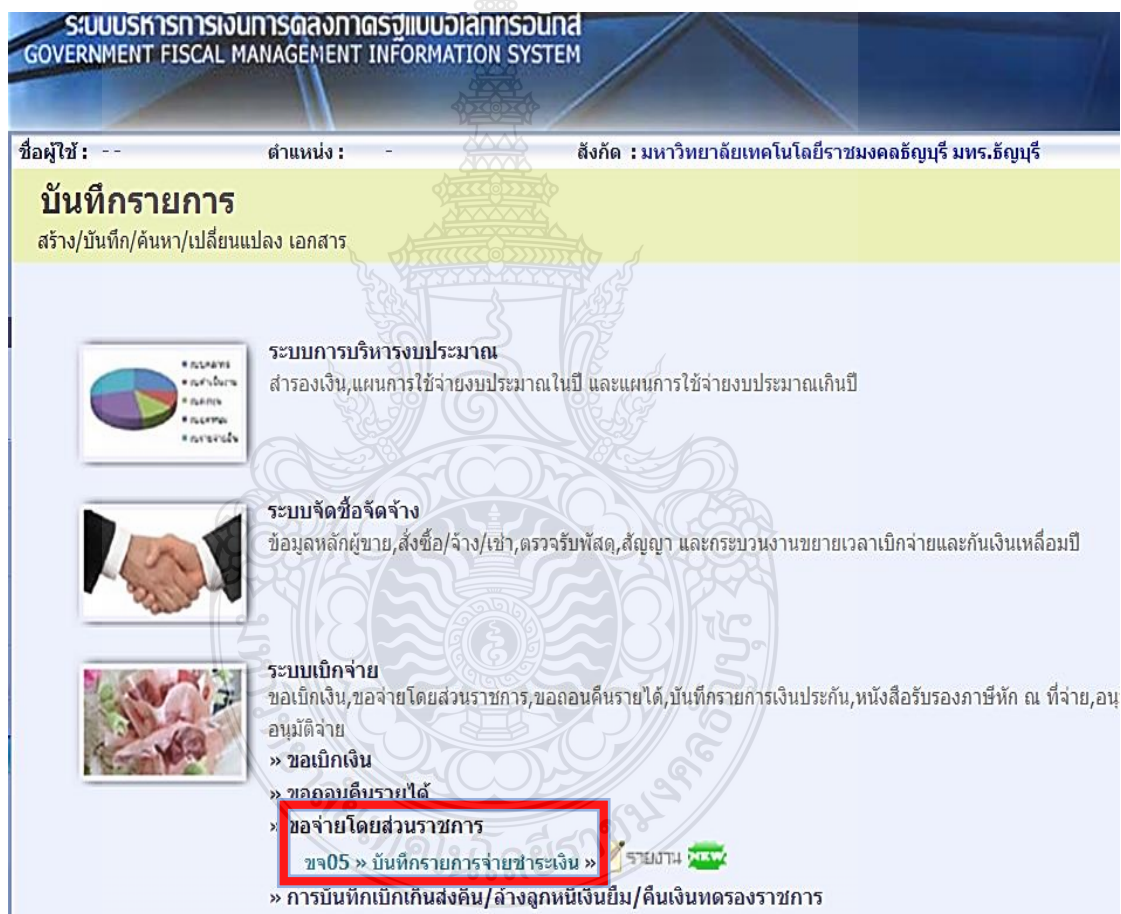 ระบบบริหารการเงินการคลังภาครัฐแบบอิเล็กทรอนิกส์
GOVERNMENT FISCAL MANAGEMENT INFORMATION SYSTEM
ชื่อผู้ใช้ : -- ตำแหน่ง : - สังกัด : มหาวิทยาลัยเทคโนโลยีราชมงคลธัญบุรี มทร.ธัญบุรี
บันทึกรายการ
สร้าง/บันทึก/ค้นหา/เปลี่ยนแปลง เอกสาร
ระบบการบริหารงบประมาณ
สำรองเงิน,แผนการใช้จ่ายงบประมาณในปี และแผนการใช้จ่ายงบประมาณเกินปี
ระบบจัดซื้อจัดจ้าง
ข้อมูลหลักผู้ขาย,สั่งซื้อ/จ้าง/เช่า,ตรวจรับพัสดุ,สัญญา และกระบวนงานขยายเวลาเบิกจ่ายและกันเงินเหลื่อมปี
ระบบเบิกจ่าย
ขอเบิกเงิน,ขอจ่ายโดยส่วนราชการ,ขอถอนคืนรายได้,บันทึกรายการเงินประกัน,หนังสือรับรองภาษีหัก ณ ที่จ่าย,อนุ
อนุมัติจ่าย
» ขอเบิกเงิน
» ขอถอนคืนรายได้
» ขอจ่ายโดยส่วนราชการ
ขจ05 » บันทึกรายการจ่ายชำระเงิน » รายงาน NEW
» การบันทึกเบิกเกินส่งคืน/ล้างลูกหนี้เงินยืม/คืนเงินทดรองราชการ